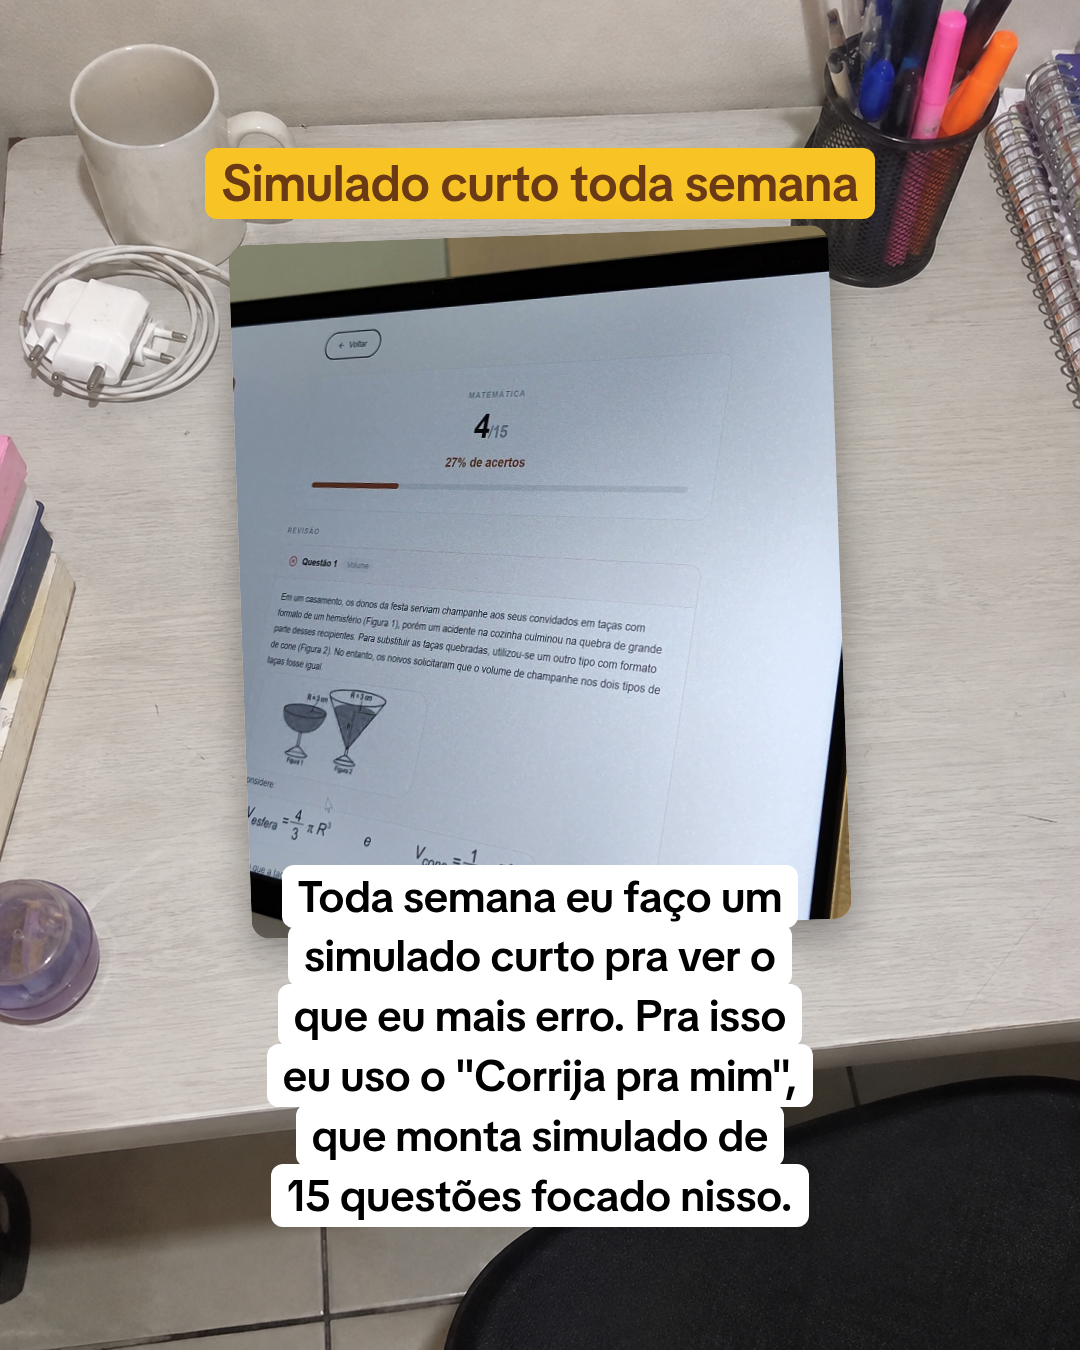 Simulado curto toda semana
← Voltar
MATEMÁTICA
4/15
27% de acertos
REVISÃO
Questão 1 Volume
Em um casamento, os donos da festa serviam champanhe aos seus convidados em taças com
formato de um hemisfério (Figura 1), porém um acidente na cozinha culminou na quebra de grande
parte desses recipientes. Para substituir as taças quebradas, utilizou-se um outro tipo com formato
de cone (Figura 2). No entanto, os noivos solicitaram que o volume de champanhe nos dois tipos de
taças fosse igual.
R = 3 cm
R = 3 cm
Figura 1
Figura 2
onsidere:
V esfera = 4/3 π R³ e V cone = 1
que a
Toda semana eu faço um
simulado curto pra ver o
que eu mais erro. Pra isso
eu uso o "Corrija pra mim",
que monta simulado de
15 questões focado nisso.